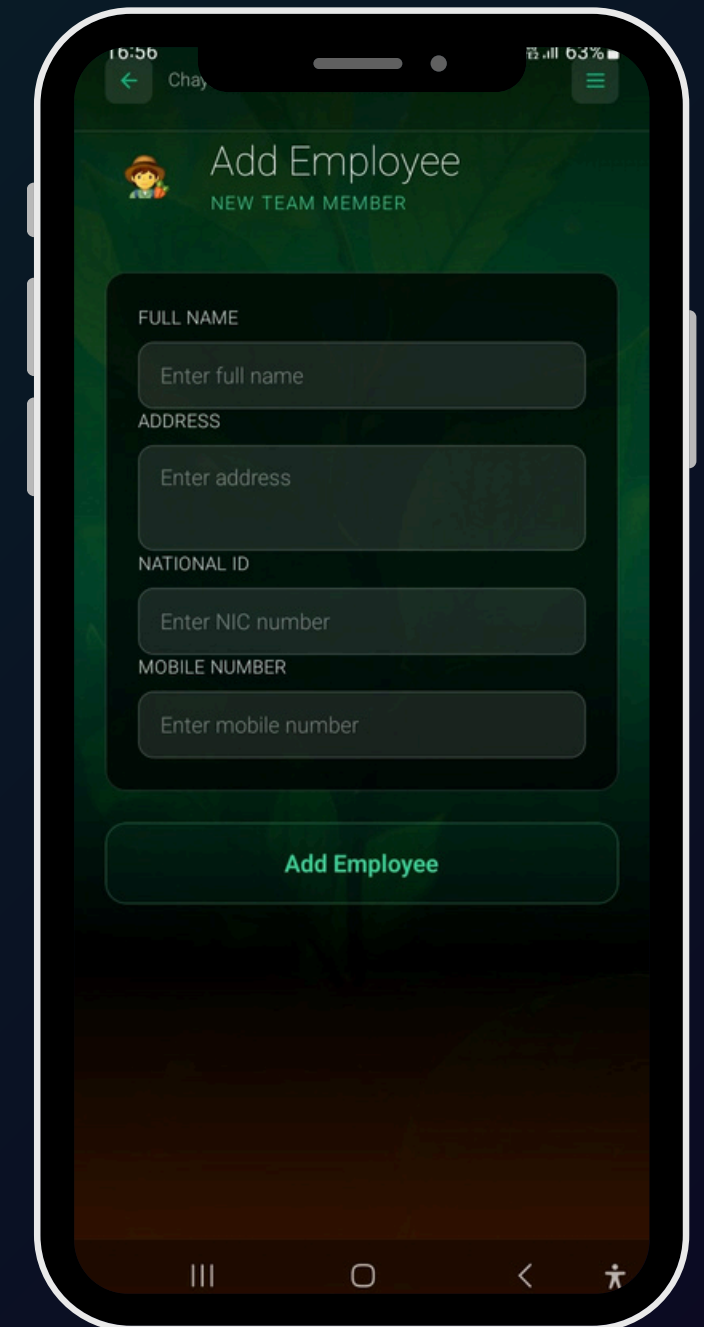 16:56 63%
Chay
Add Employee
NEW TEAM MEMBER
FULL NAME
Enter full name
ADDRESS
Enter address
NATIONAL ID
Enter NIC number
MOBILE NUMBER
Enter mobile number
Add Employee